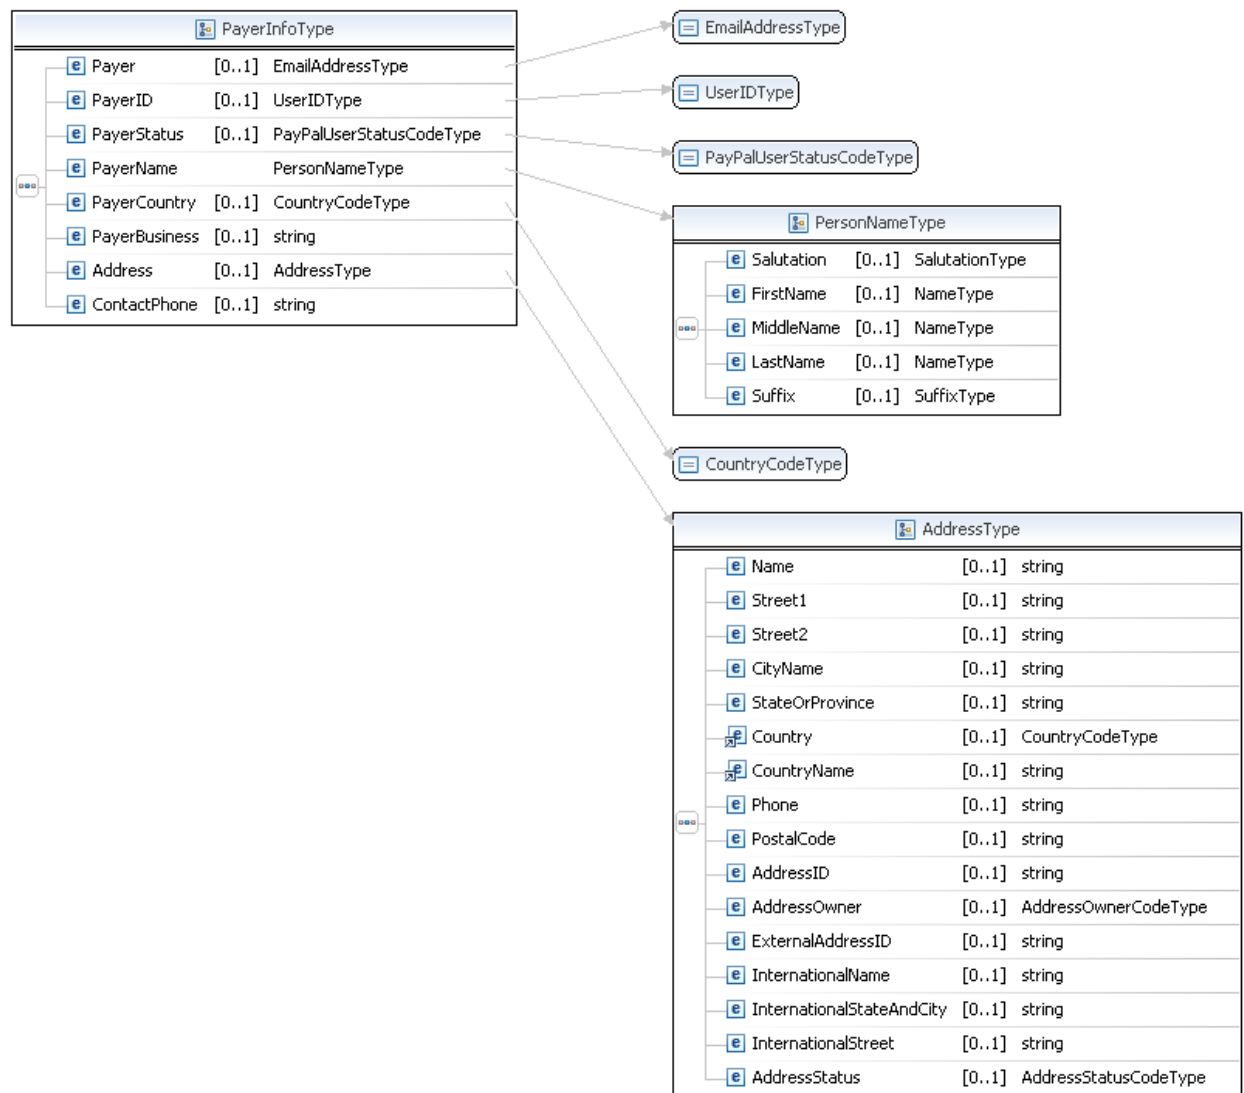 PayerInfoType
e Payer [0..1] EmailAddressType
e PayerID [0..1] UserIDType
e PayerStatus [0..1] PayPalUserStatusCodeType
e PayerName PersonNameType
e PayerCountry [0..1] CountryCodeType
e PayerBusiness [0..1] string
e Address [0..1] AddressType
e ContactPhone [0..1] string
EmailAddressType
UserIDType
PayPalUserStatusCodeType
PersonNameType
e Salutation [0..1] SalutationType
e FirstName [0..1] NameType
e MiddleName [0..1] NameType
e LastName [0..1] NameType
e Suffix [0..1] SuffixType
CountryCodeType
AddressType
e Name [0..1] string
e Street1 [0..1] string
e Street2 [0..1] string
e CityName [0..1] string
e StateOrProvince [0..1] string
e Country [0..1] CountryCodeType
e CountryName [0..1] string
e Phone [0..1] string
e PostalCode [0..1] string
e AddressID [0..1] string
e AddressOwner [0..1] AddressOwnerCodeType
e ExternalAddressID [0..1] string
e InternationalName [0..1] string
e InternationalStateAndCity [0..1] string
e InternationalStreet [0..1] string
e AddressStatus [0..1] AddressStatusCodeType